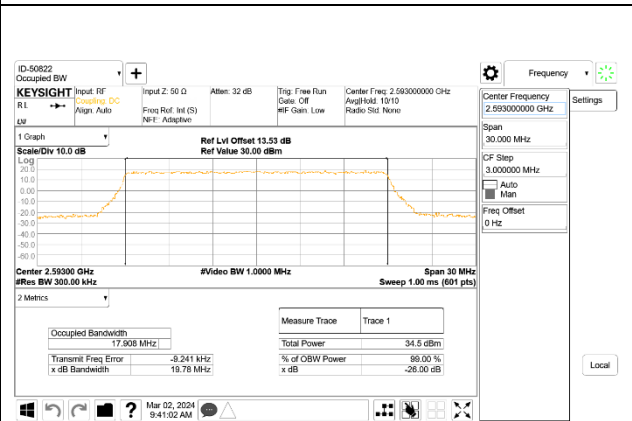 ID-50822
Occupied BW
Frequency
KEYSIGHT
Input: RF
Input Z: 50 Ω
Atten: 32 dB
Trig: Free Run
Center Freq: 2.593000000 GHz
R L
Coupling: DC
Gate: Off
Avg|Hold: 10/10
Align: Auto
Freq Ref: Int (S)
#IF Gain: Low
Radio Std: None
NFE: Adaptive
Center Frequency
2.593000000 GHz
Settings
Span
30.000 MHz
CF Step
3.000000 MHz
Auto
Man
Freq Offset
0 Hz
1 Graph
Ref Lvl Offset 13.53 dB
Scale/Div 10.0 dB
Ref Value 30.00 dBm
Log
20.0
10.0
0.00
-10.0
-20.0
-30.0
-40.0
-50.0
-60.0
Center 2.59300 GHz
#Video BW 1.0000 MHz
Span 30 MHz
#Res BW 300.00 kHz
Sweep 1.00 ms (601 pts)
2 Metrics
Measure Trace
Trace 1
Occupied Bandwidth
17.908 MHz
Total Power
34.5 dBm
Transmit Freq Error
-9.241 kHz
% of OBW Power
99.00 %
x dB Bandwidth
19.78 MHz
x dB
-26.00 dB
Local
?
Mar 02, 2024
9:41:02 AM